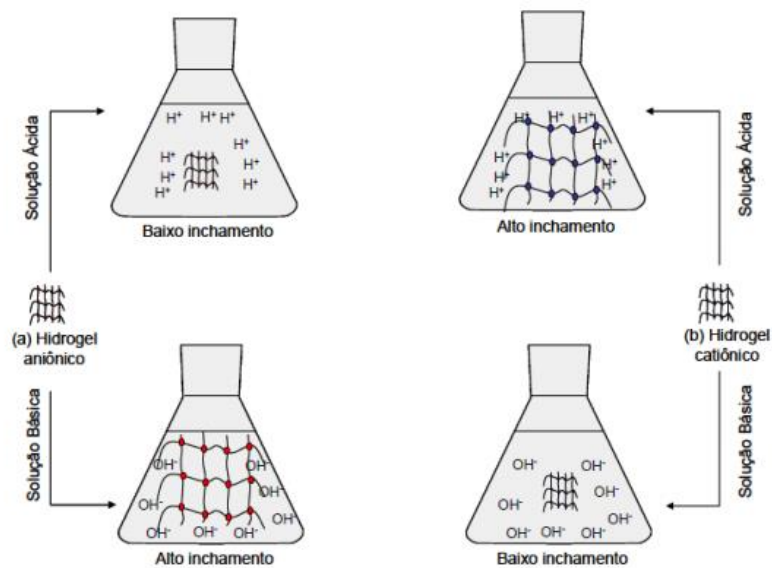 Solução Ácida
H⁺ H⁺ H⁺
H⁺
H⁺
H⁺
H⁺
H⁺
H⁺
Baixo inchamento
(a) Hidrogel
aniônico
Solução Básica
OH⁻ OH⁻
OH⁻ OH⁻
OH⁻
OH⁻ OH⁻ OH⁻
Alto inchamento
H⁺ H⁺ H⁺
H⁺
H⁺ H⁺
H⁺
H⁺ H⁺
Alto inchamento
Solução Ácida
(b) Hidrogel
catiônico
Solução Básica
OH⁻ OH⁻
OH⁻
OH⁻
OH⁻
OH⁻ OH⁻ OH⁻
Baixo inchamento